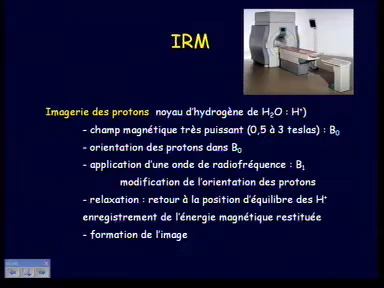 IRM
Imagerie des protons noyau d'hydrogène de H₂O : H⁺)
- champ magnétique très puissant (0,5 à 3 teslas) : B₀
- orientation des protons dans B₀
- application d'une onde de radiofréquence : B₁
modification de l'orientation des protons
- relaxation : retour à la position d'équilibre des H⁺
enregistrement de l'énergie magnétique restituée
- formation de l'image